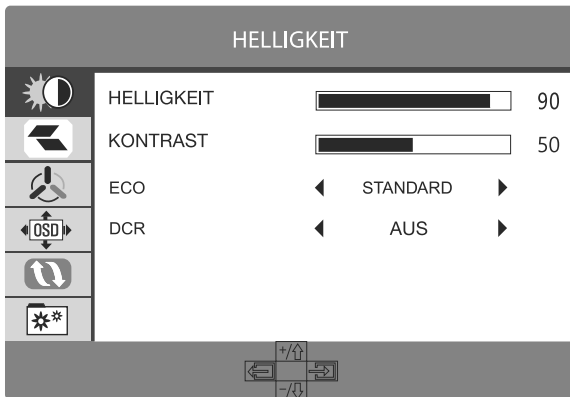 HELLIGKEIT
HELLIGKEIT 90
KONTRAST 50
ECO STANDARD
DCR AUS
OSD
+/
-/